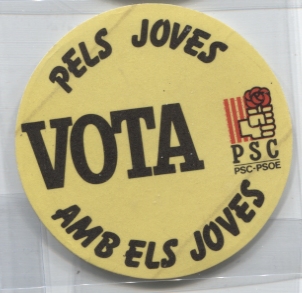 PELS JOVES
VOTA
PSC
PSC-PSOE
AMB ELS JOVES